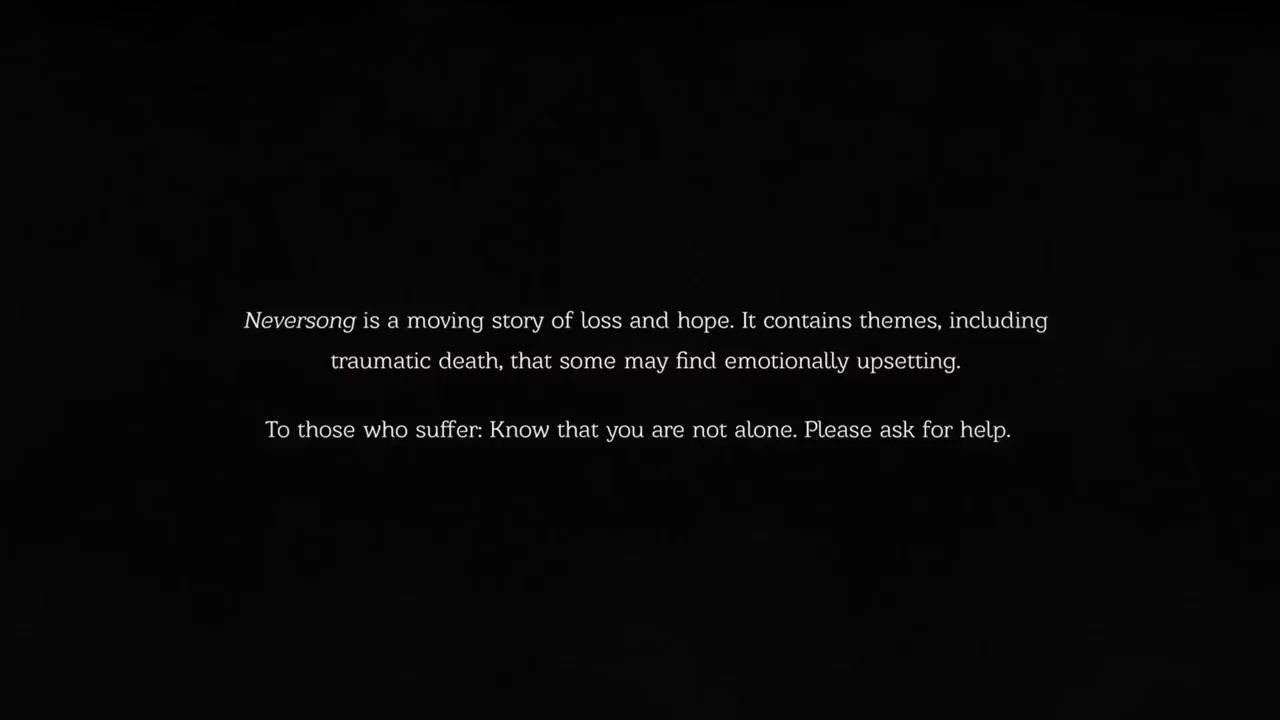 Neversong is a moving story of loss and hope. It contains themes, including
traumatic death, that some may find emotionally upsetting.
To those who suffer: Know that you are not alone. Please ask for help.